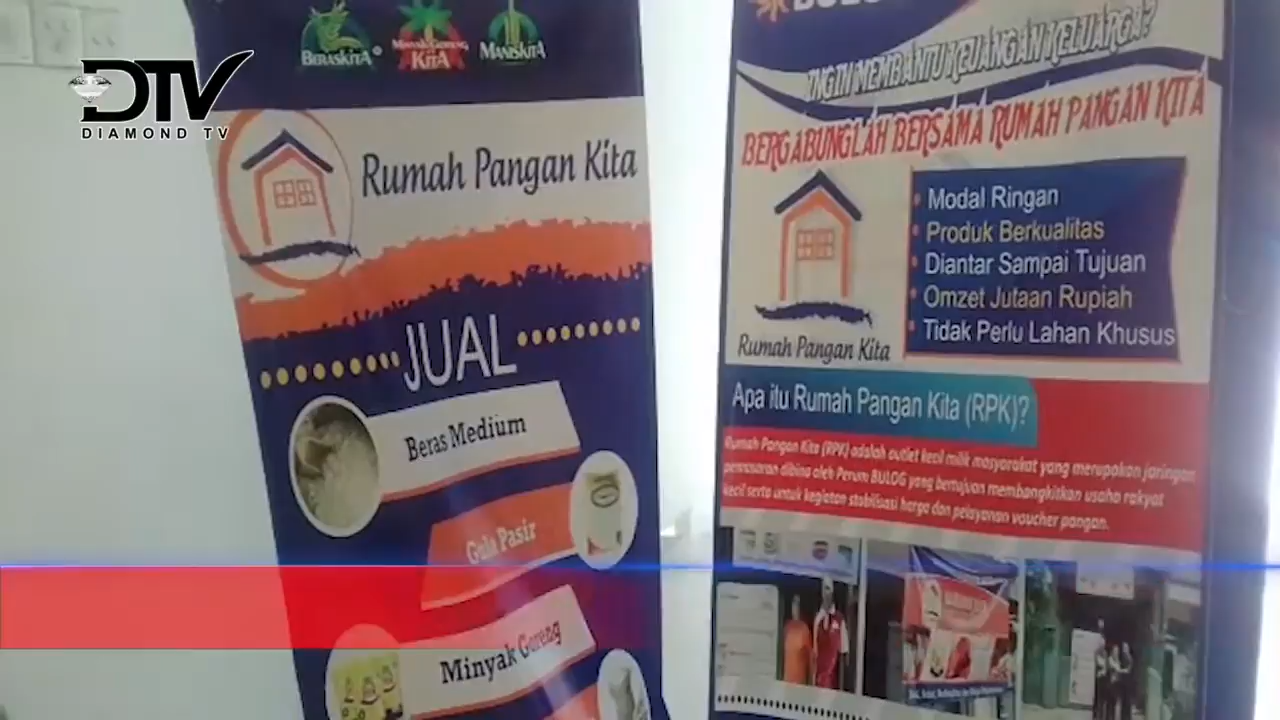 DTV
DIAMOND TV
BERASKITA
MINYAK GORENG
KITA
MANISKITA
Rumah Pangan Kita
JUAL
Beras Medium
Gula Pasir
Minyak Goreng
BULOG
INGIN MEMBANTU KEUANGAN KELUARGA?
BERGABUNGLAH BERSAMA RUMAH PANGAN KITA
• Modal Ringan
• Produk Berkualitas
• Diantar Sampai Tujuan
• Omzet Jutaan Rupiah
• Tidak Perlu Lahan Khusus
Rumah Pangan Kita
Apa itu Rumah Pangan Kita (RPK)?
Rumah Pangan Kita (RPK) adalah outlet kecil milik masyarakat yang merupakan jaringan
pemasaran dibina oleh Perum BULOG yang bertujuan membangkitkan usaha rakyat
kecil serta untuk kegiatan stabilisasi harga dan pelayanan voucher pangan.